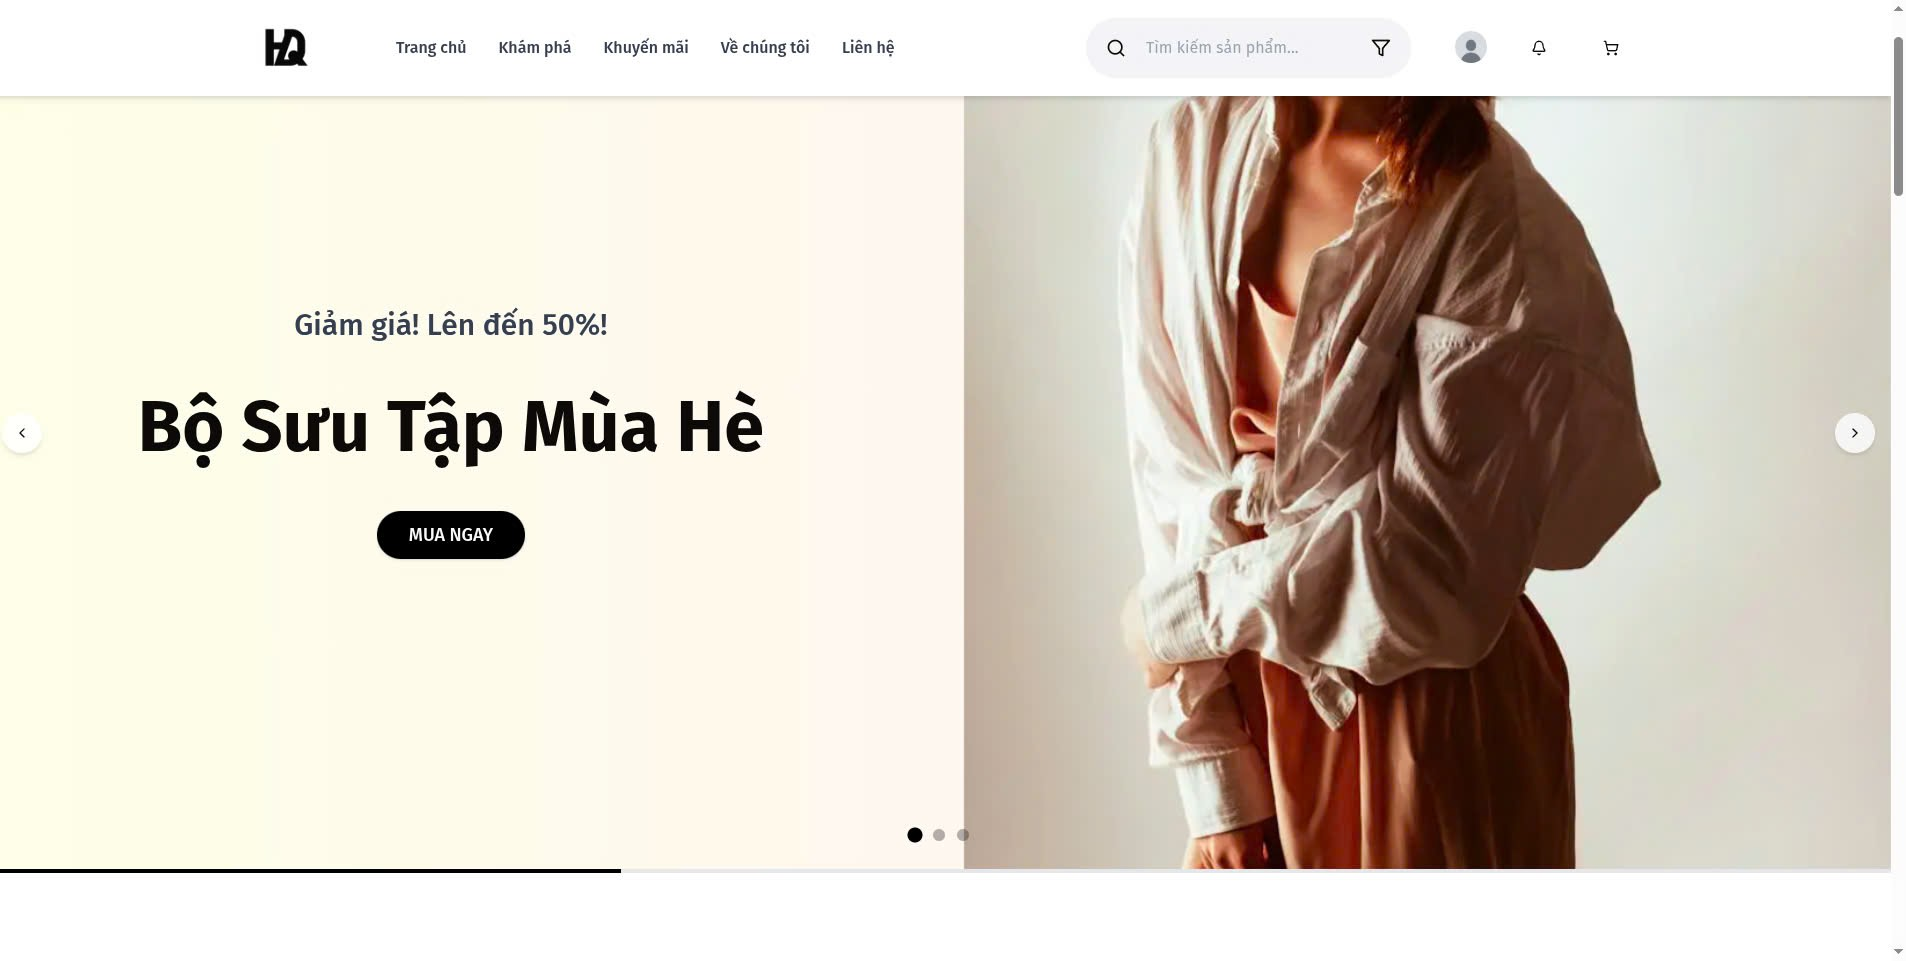 HQ
Trang chủ
Khám phá
Khuyến mãi
Về chúng tôi
Liên hệ
Tìm kiếm sản phẩm...
Giảm giá! Lên đến 50%!
Bộ Sưu Tập Mùa Hè
MUA NGAY